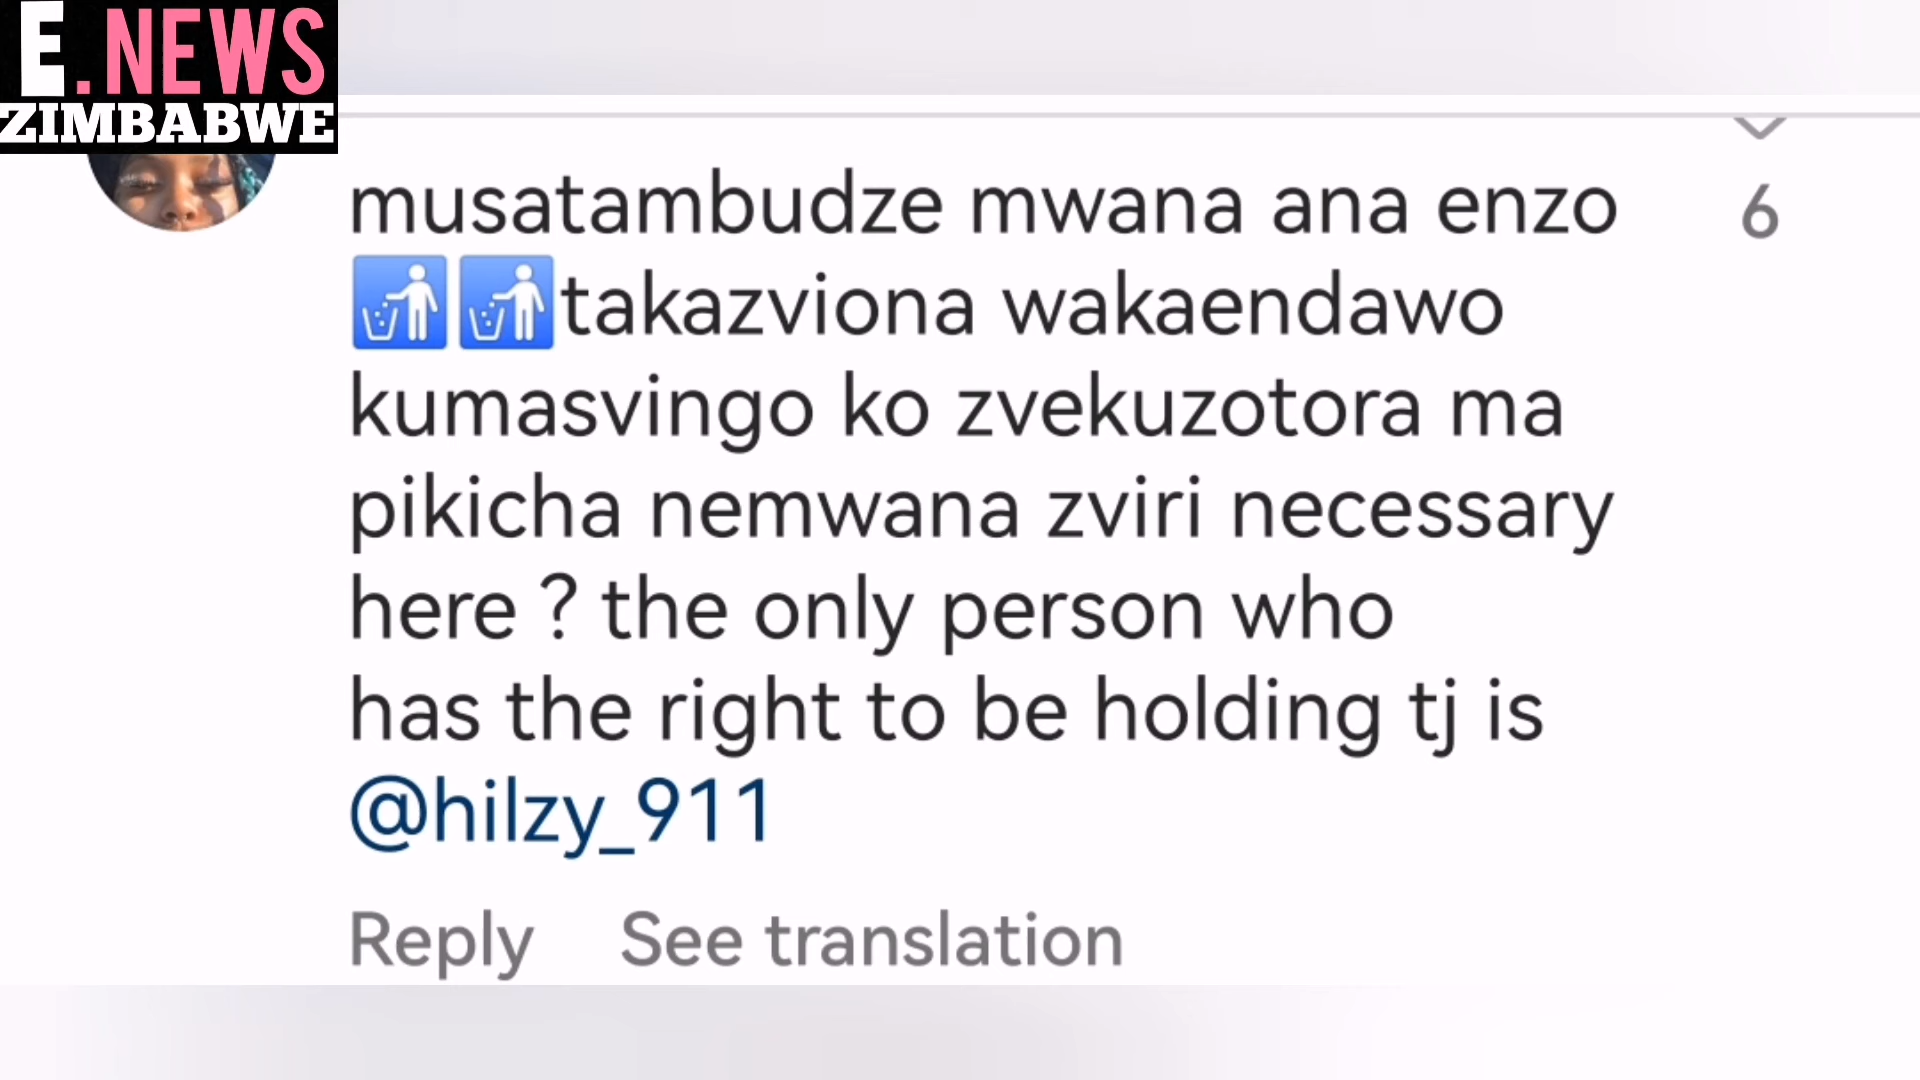 E.NEWS
ZIMBABWE
musatambudze mwana ana enzo
🚮🚮takazviona wakaendawo
kumasvingo ko zvekuzotora ma
pikicha nemwana zviri necessary
here ? the only person who
has the right to be holding tj is
@hilzy_911
6
Reply See translation